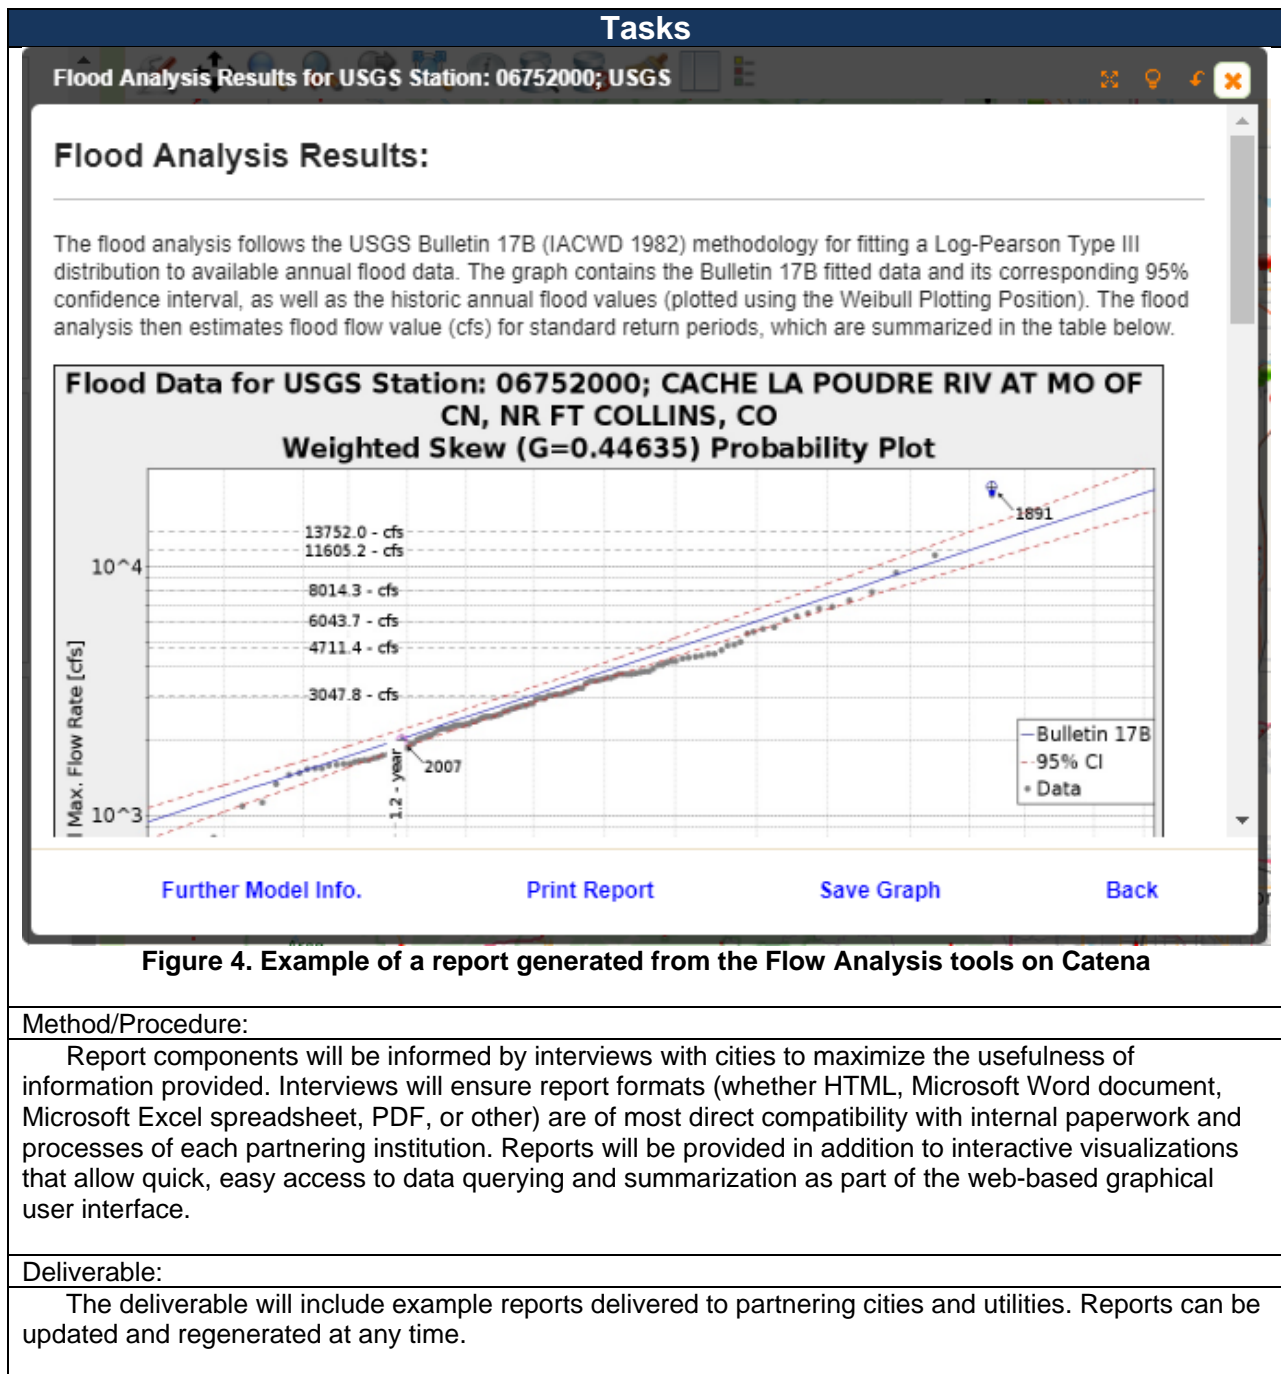 Tasks
Flood Analysis Results for USGS Station: 06752000; USGS
Flood Analysis Results:
The flood analysis follows the USGS Bulletin 17B (IACWD 1982) methodology for fitting a Log-Pearson Type III
distribution to available annual flood data. The graph contains the Bulletin 17B fitted data and its corresponding 95%
confidence interval, as well as the historic annual flood values (plotted using the Weibull Plotting Position). The flood
analysis then estimates flood flow value (cfs) for standard return periods, which are summarized in the table below.
Flood Data for USGS Station: 06752000; CACHE LA POUDRE RIV AT MO OF
CN, NR FT COLLINS, CO
Weighted Skew (G=0.44635) Probability Plot
1891
13752.0 - cfs
11605.2 - cfs
10^4
8014.3 - cfs
6043.7 - cfs
4711.4 - cfs
3047.8 - cfs
Max. Flow Rate [cfs]
Bulletin 17B
95% CI
Data
2007
1.2 - year
10^3
Further Model Info.
Print Report
Save Graph
Back
Figure 4. Example of a report generated from the Flow Analysis tools on Catena
Method/Procedure:
Report components will be informed by interviews with cities to maximize the usefulness of
information provided. Interviews will ensure report formats (whether HTML, Microsoft Word document,
Microsoft Excel spreadsheet, PDF, or other) are of most direct compatibility with internal paperwork and
processes of each partnering institution. Reports will be provided in addition to interactive visualizations
that allow quick, easy access to data querying and summarization as part of the web-based graphical
user interface.
Deliverable:
The deliverable will include example reports delivered to partnering cities and utilities. Reports can be
updated and regenerated at any time.